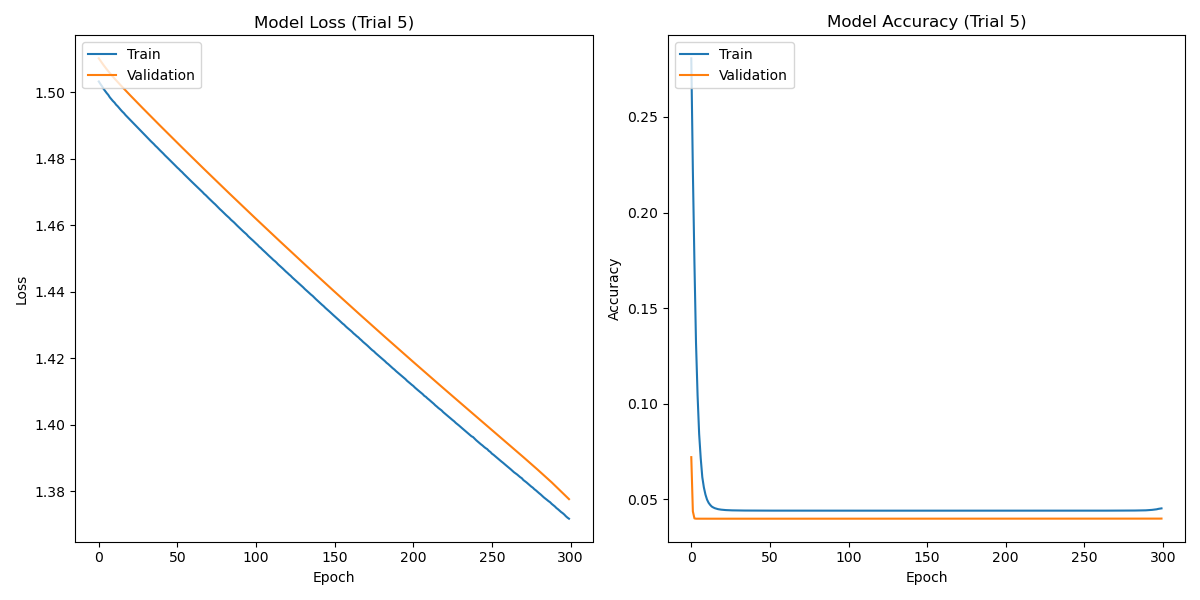 Model Loss (Trial 5)
Train
Validation
1.50
1.48
1.46
1.44
1.42
1.40
1.38
Loss
0
50
100
150
200
250
300
Epoch
Model Accuracy (Trial 5)
Train
Validation
0.25
0.20
0.15
0.10
0.05
Accuracy
0
50
100
150
200
250
300
Epoch